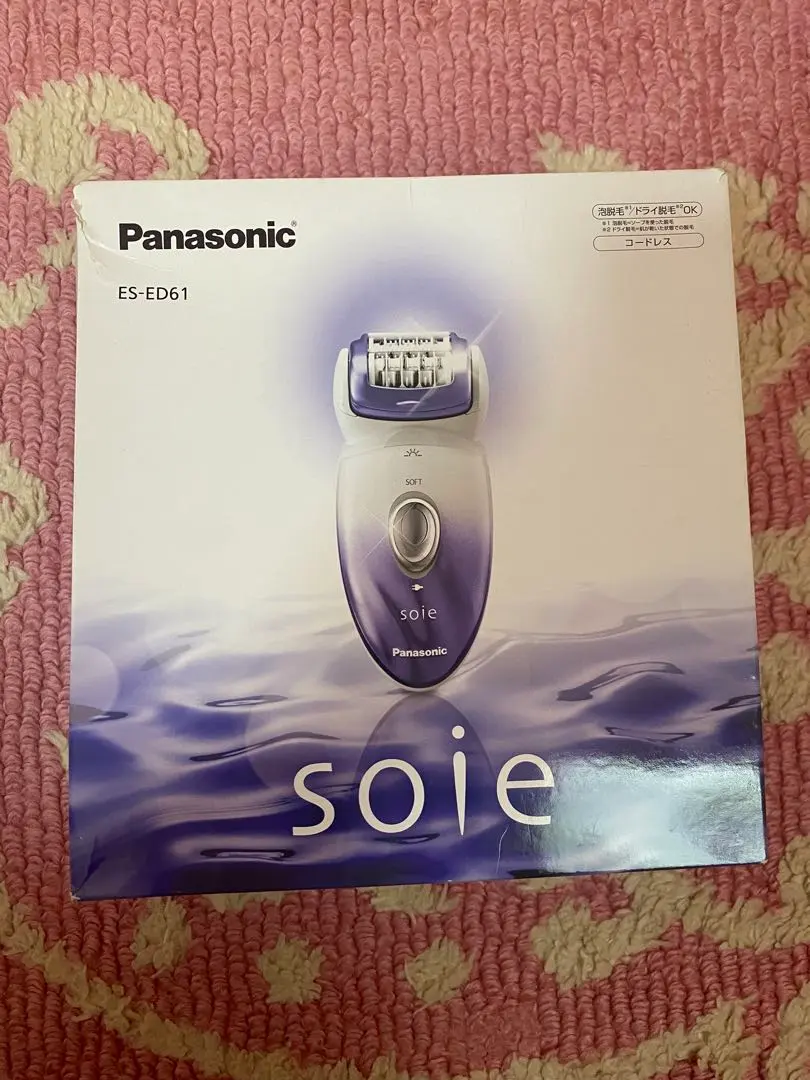 Panasonic®
ES-ED61
泡脱毛※1/ドライ脱毛※2OK
※1 泡脱毛=ソープを使った脱毛
※2 ドライ脱毛=肌が乾いた状態での脱毛
コードレス
SOFT
soie
Panasonic
soie